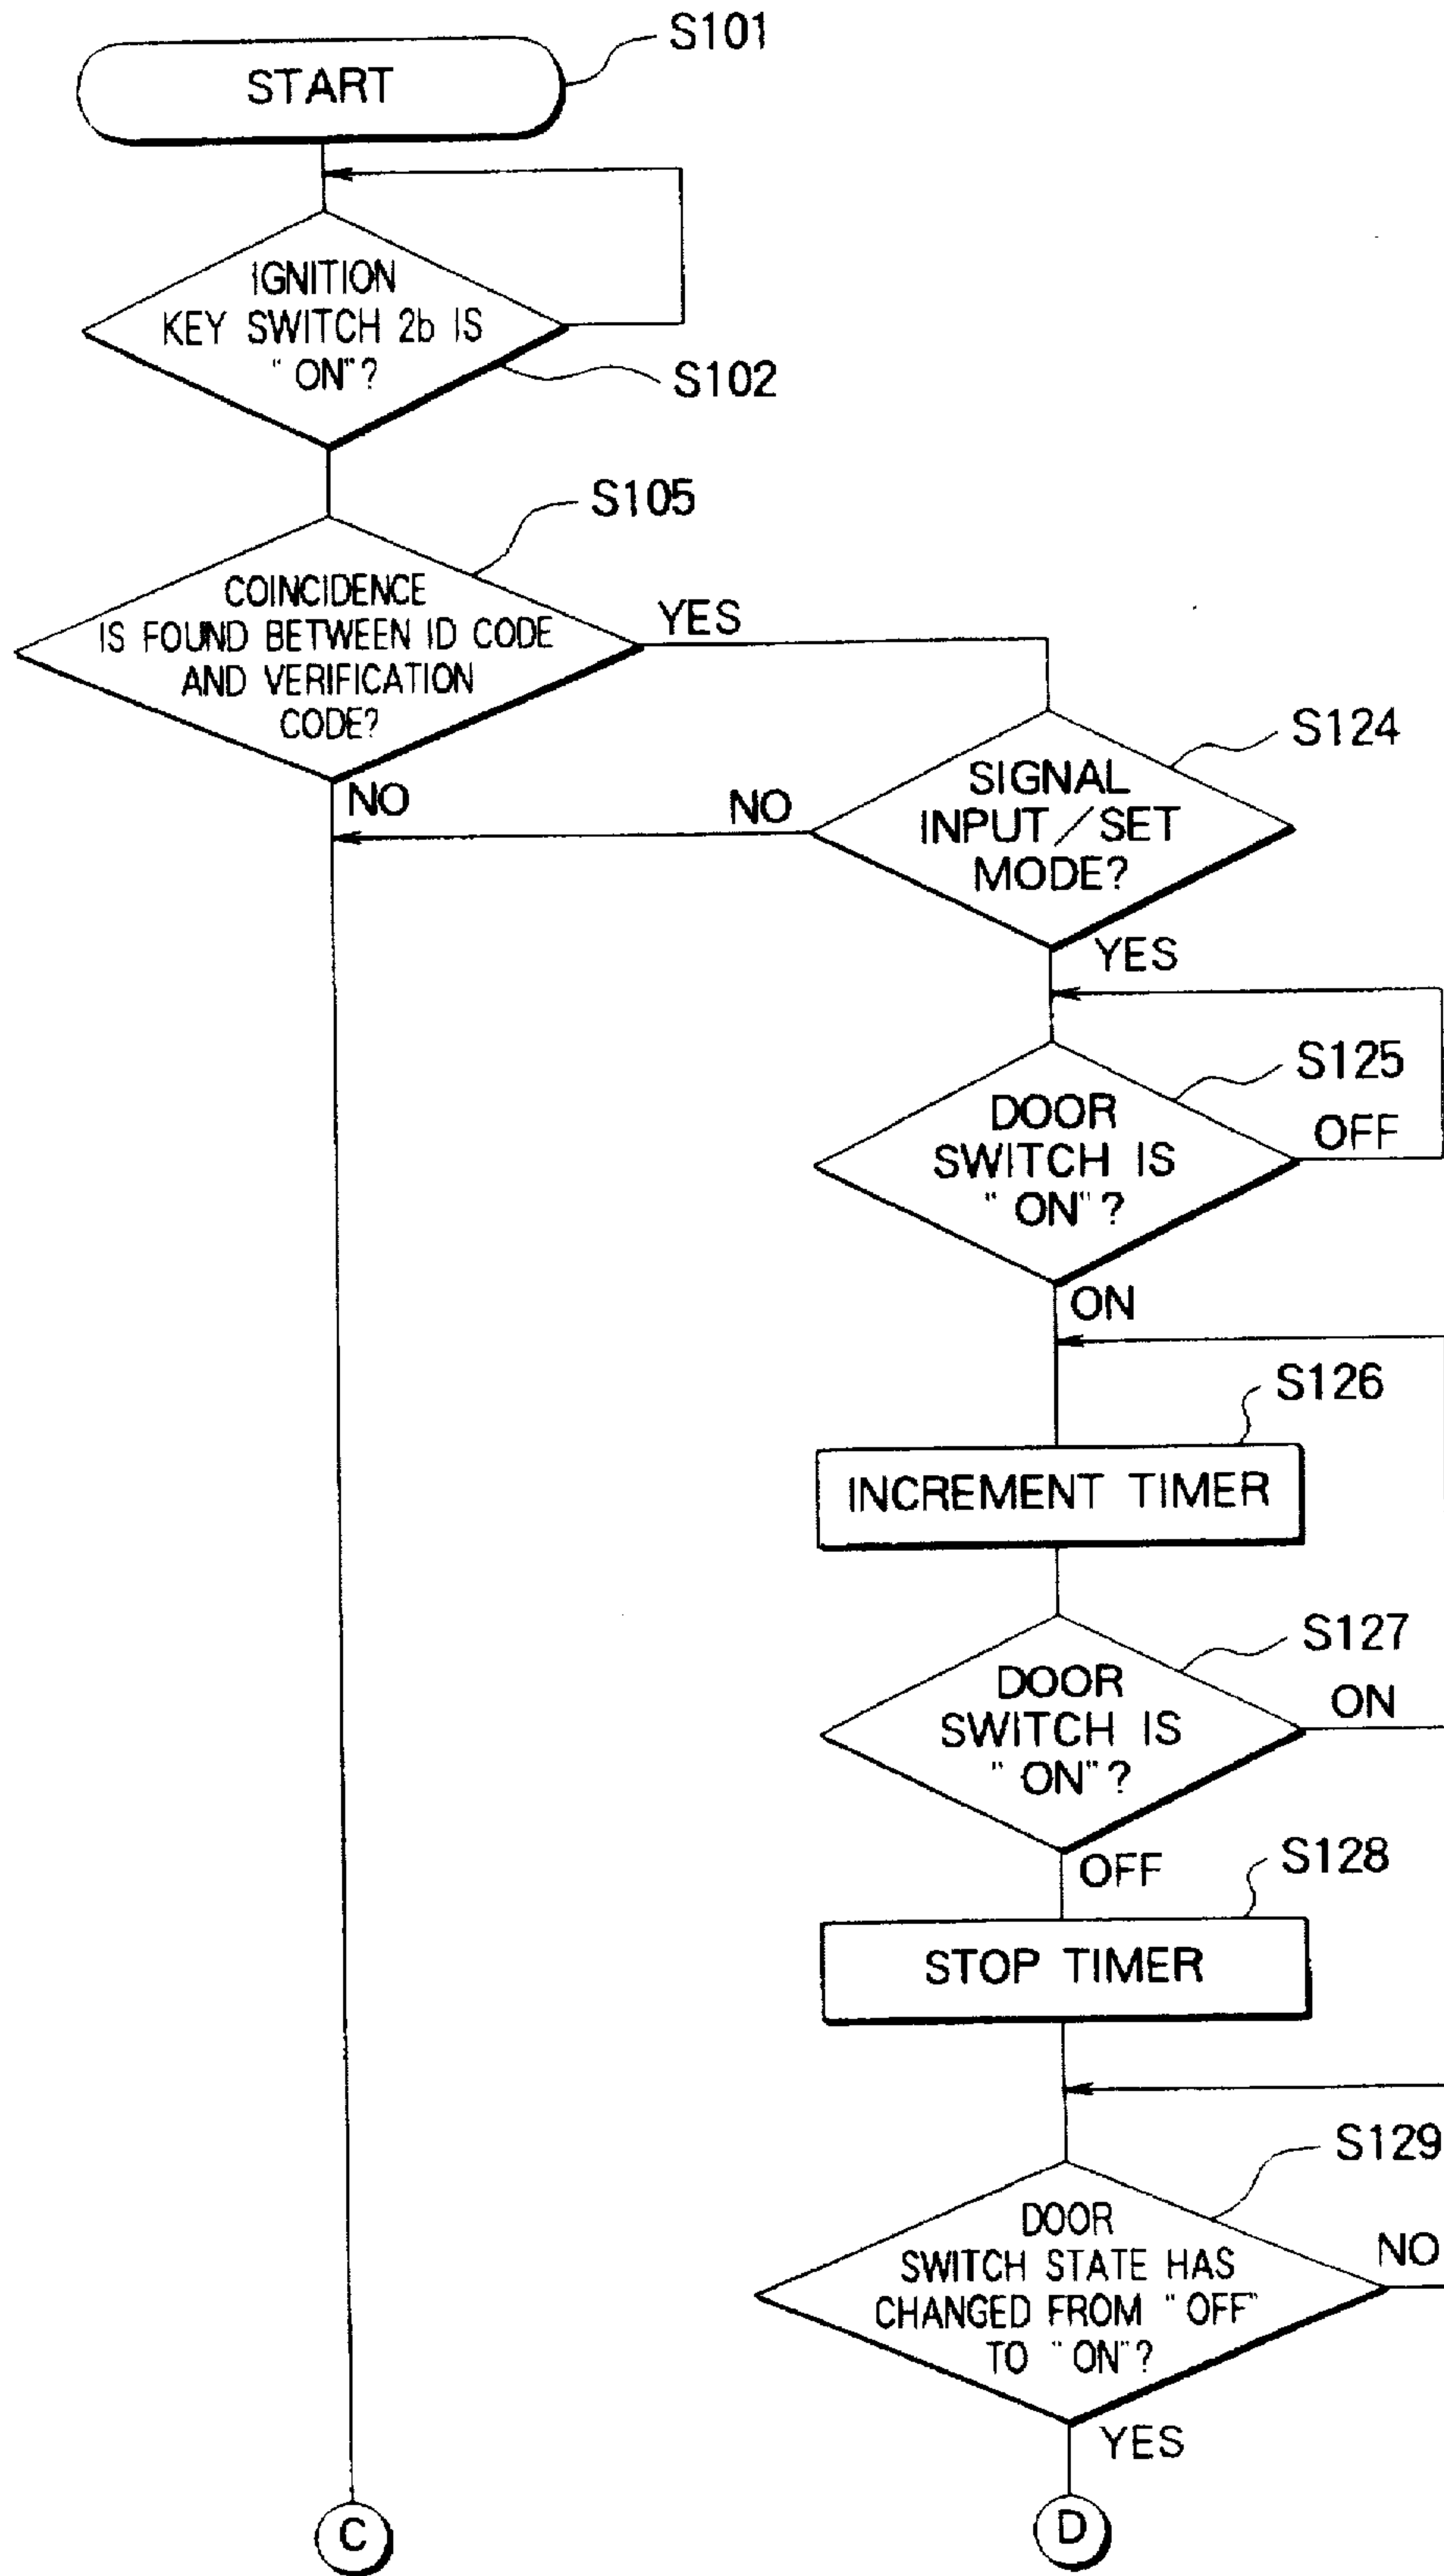 S101
START
IGNITION
KEY SWITCH 2b IS
"ON"?
S102
S105
COINCIDENCE
IS FOUND BETWEEN ID CODE
AND VERIFICATION
CODE?
YES
NO
S124
SIGNAL
INPUT/SET
MODE?
NO
YES
S125
DOOR
SWITCH IS
"ON"?
OFF
ON
S126
INCREMENT TIMER
S127
DOOR
SWITCH IS
"ON"?
ON
OFF
S128
STOP TIMER
S129
DOOR
SWITCH STATE HAS
CHANGED FROM "OFF"
TO "ON"?
NO
YES
C
D